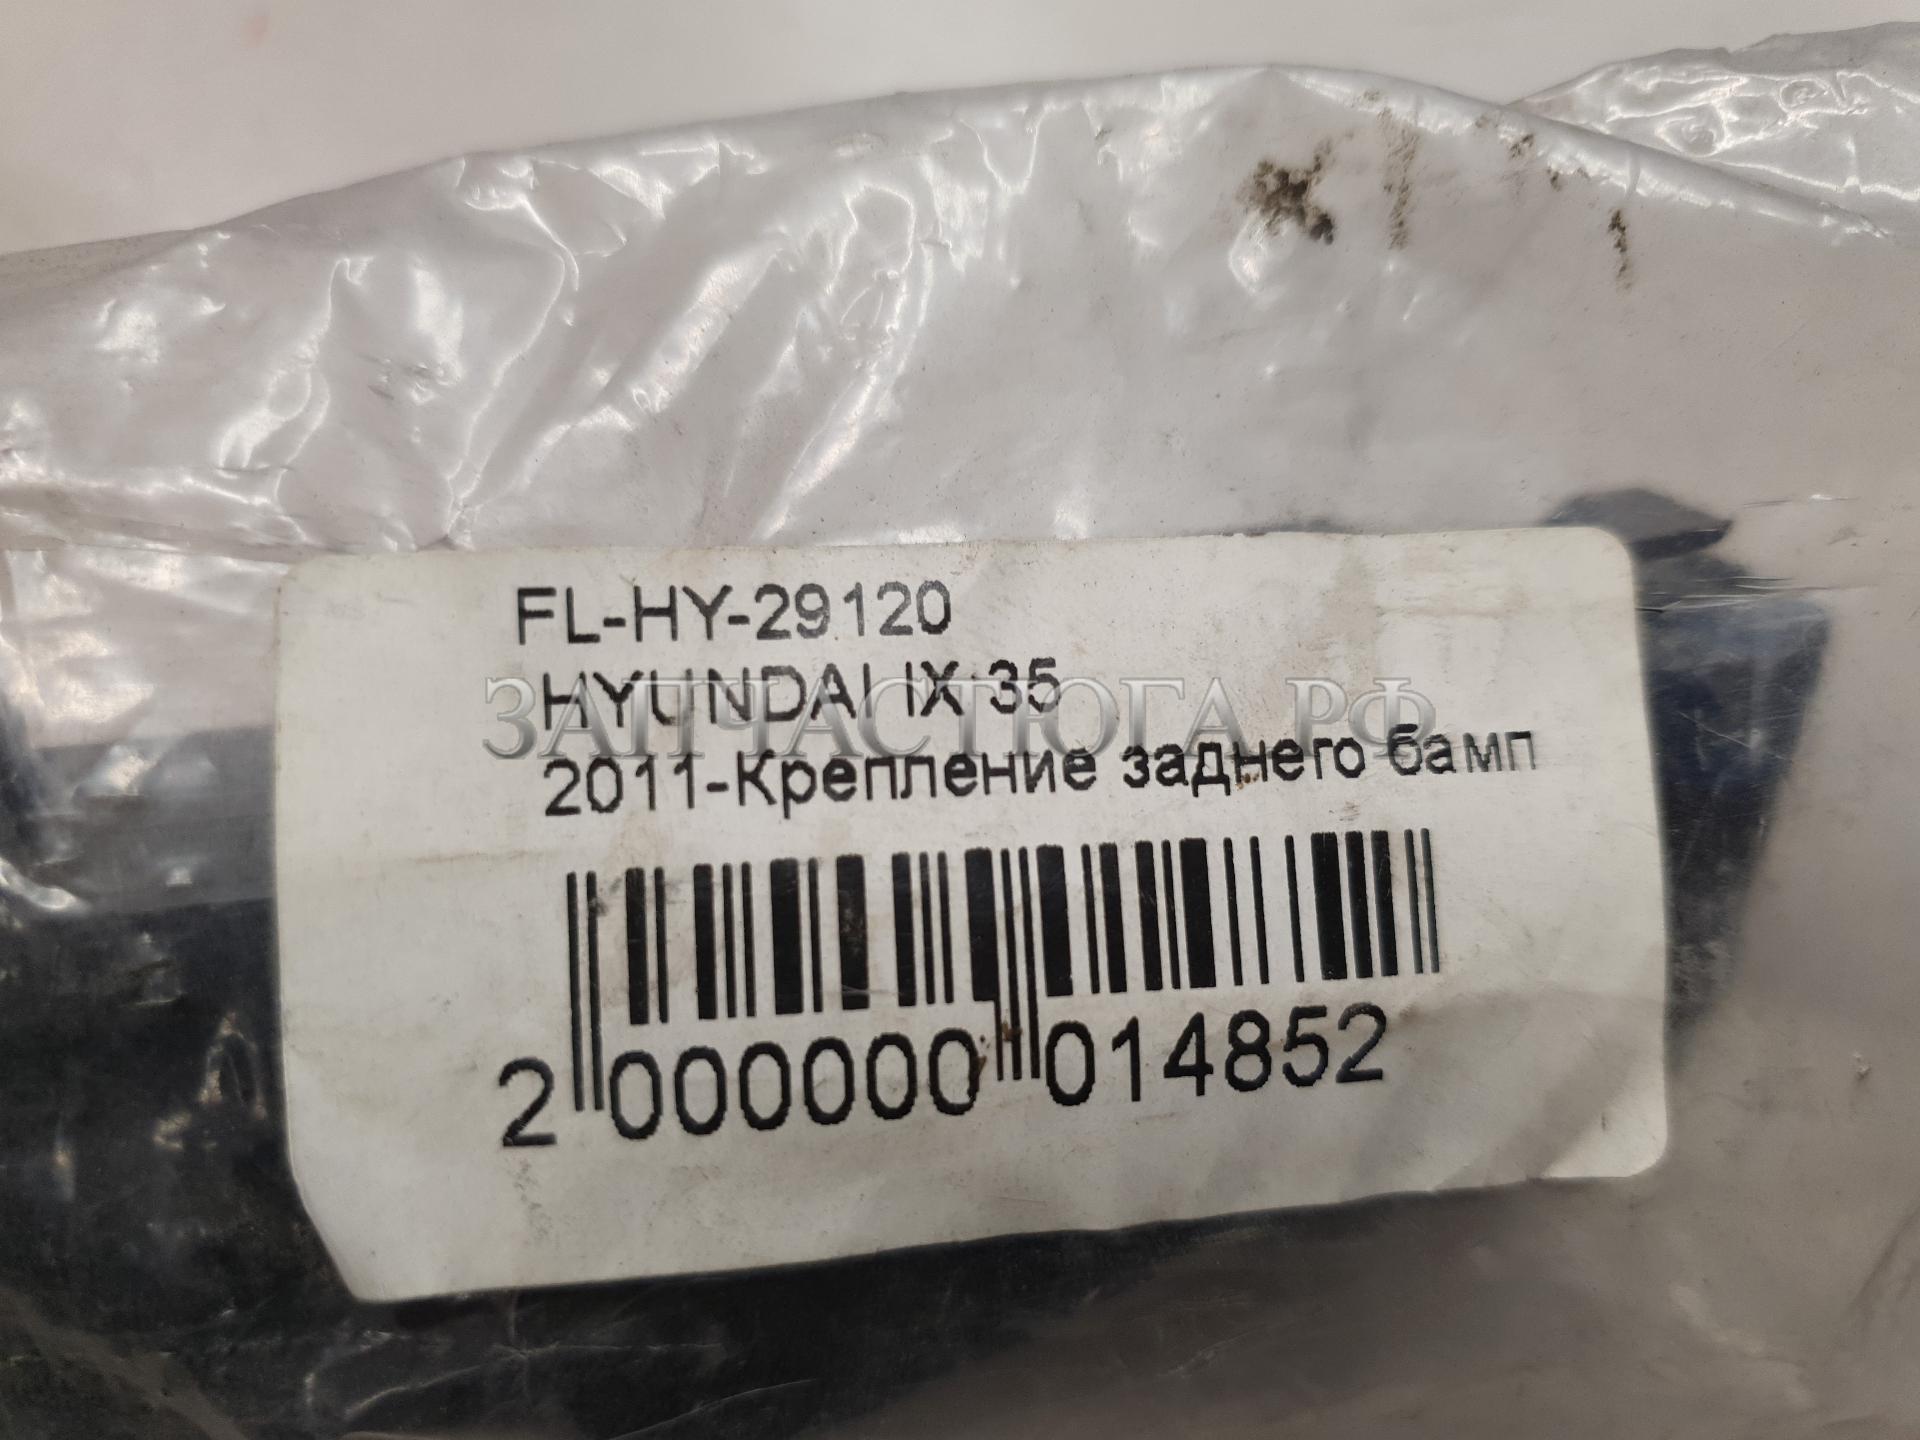 FL-HY-29120
HYUNDAI IX 35
ЗАПЧАСТЮГА.РФ
2011-Крепление заднего бамп
2 000000 014852